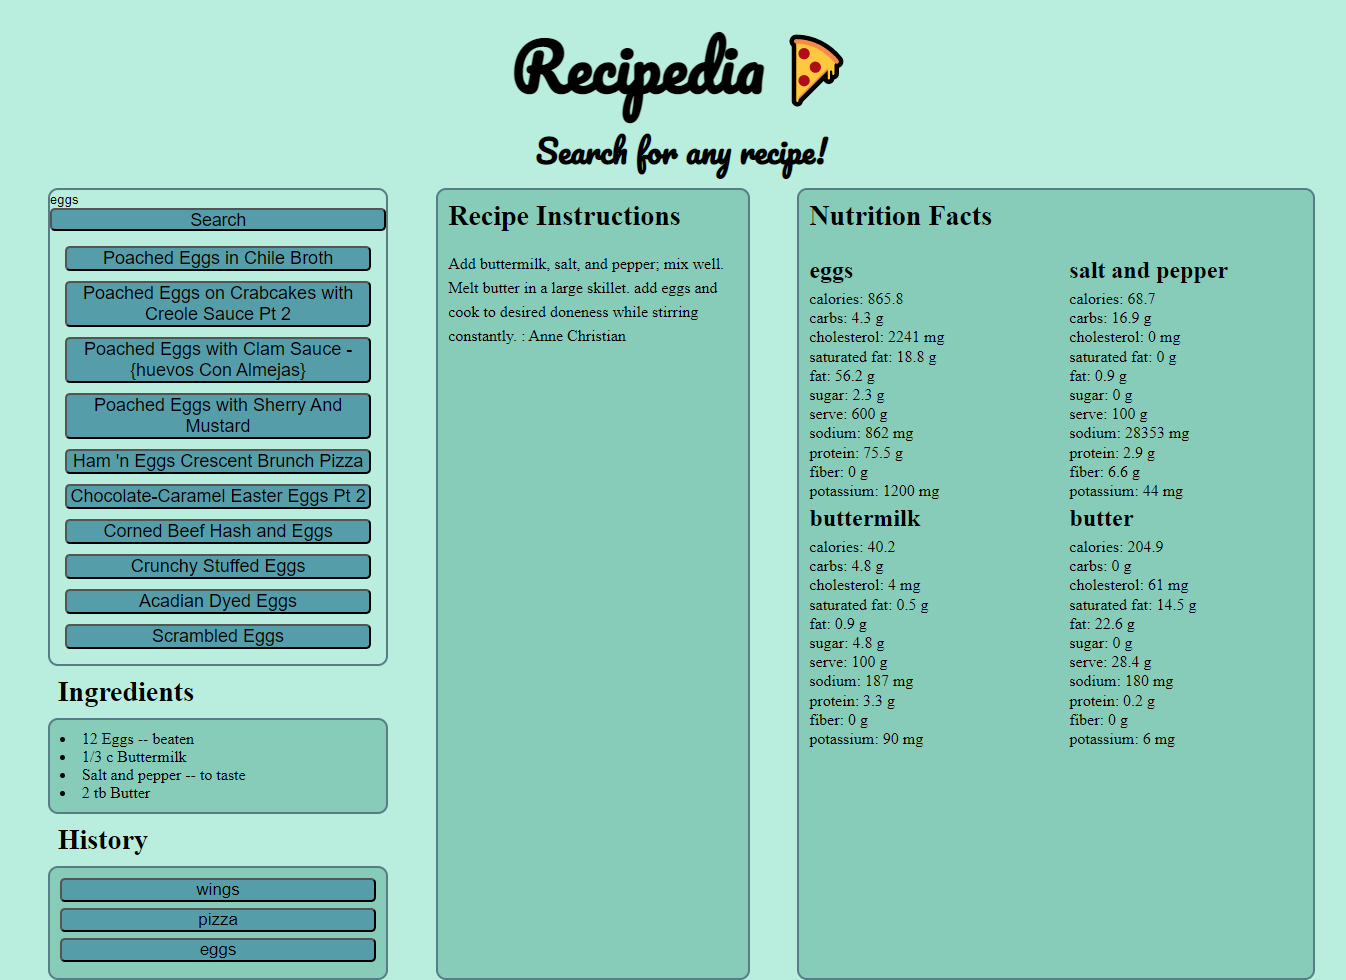 Recipedia
Search for any recipe!
eggs
Search
Poached Eggs in Chile Broth
Poached Eggs on Crabcakes with
Creole Sauce Pt 2
Poached Eggs with Clam Sauce -
{huevos Con Almejas}
Poached Eggs with Sherry And
Mustard
Ham 'n Eggs Crescent Brunch Pizza
Chocolate-Caramel Easter Eggs Pt 2
Corned Beef Hash and Eggs
Crunchy Stuffed Eggs
Acadian Dyed Eggs
Scrambled Eggs
Ingredients
12 Eggs -- beaten
1/3 c Buttermilk
Salt and pepper -- to taste
2 tb Butter
History
wings
pizza
eggs
Recipe Instructions
Add buttermilk, salt, and pepper; mix well.
Melt butter in a large skillet. add eggs and
cook to desired doneness while stirring
constantly. : Anne Christian
Nutrition Facts
eggs
calories: 865.8
carbs: 4.3 g
cholesterol: 2241 mg
saturated fat: 18.8 g
fat: 56.2 g
sugar: 2.3 g
serve: 600 g
sodium: 862 mg
protein: 75.5 g
fiber: 0 g
potassium: 1200 mg
salt and pepper
calories: 68.7
carbs: 16.9 g
cholesterol: 0 mg
saturated fat: 0 g
fat: 0.9 g
sugar: 0 g
serve: 100 g
sodium: 28353 mg
protein: 2.9 g
fiber: 6.6 g
potassium: 44 mg
buttermilk
calories: 40.2
carbs: 4.8 g
cholesterol: 4 mg
saturated fat: 0.5 g
fat: 0.9 g
sugar: 4.8 g
serve: 100 g
sodium: 187 mg
protein: 3.3 g
fiber: 0 g
potassium: 90 mg
butter
calories: 204.9
carbs: 0 g
cholesterol: 61 mg
saturated fat: 14.5 g
fat: 22.6 g
sugar: 0 g
serve: 28.4 g
sodium: 180 mg
protein: 0.2 g
fiber: 0 g
potassium: 6 mg